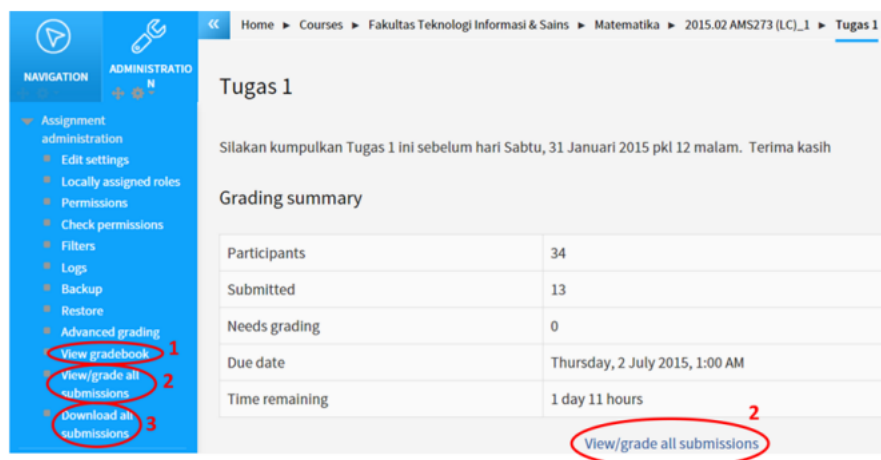 « Home ► Courses ► Fakultas Teknologi Informasi & Sains ► Matematika ► 2015.02 AMS273 (LC)_1 ► Tugas 1
NAVIGATION
ADMINISTRATIO
N
Assignment
administration
Edit settings
Locally assigned roles
Permissions
Check permissions
Filters
Logs
Backup
Restore
Advanced grading
View gradebook 1
View/grade all
submissions 2
Download all
submissions 3
Tugas 1
Silakan kumpulkan Tugas 1 ini sebelum hari Sabtu, 31 Januari 2015 pkl 12 malam. Terima kasih
Grading summary
Participants 34
Submitted 13
Needs grading 0
Due date Thursday, 2 July 2015, 1:00 AM
Time remaining 1 day 11 hours
2
View/grade all submissions